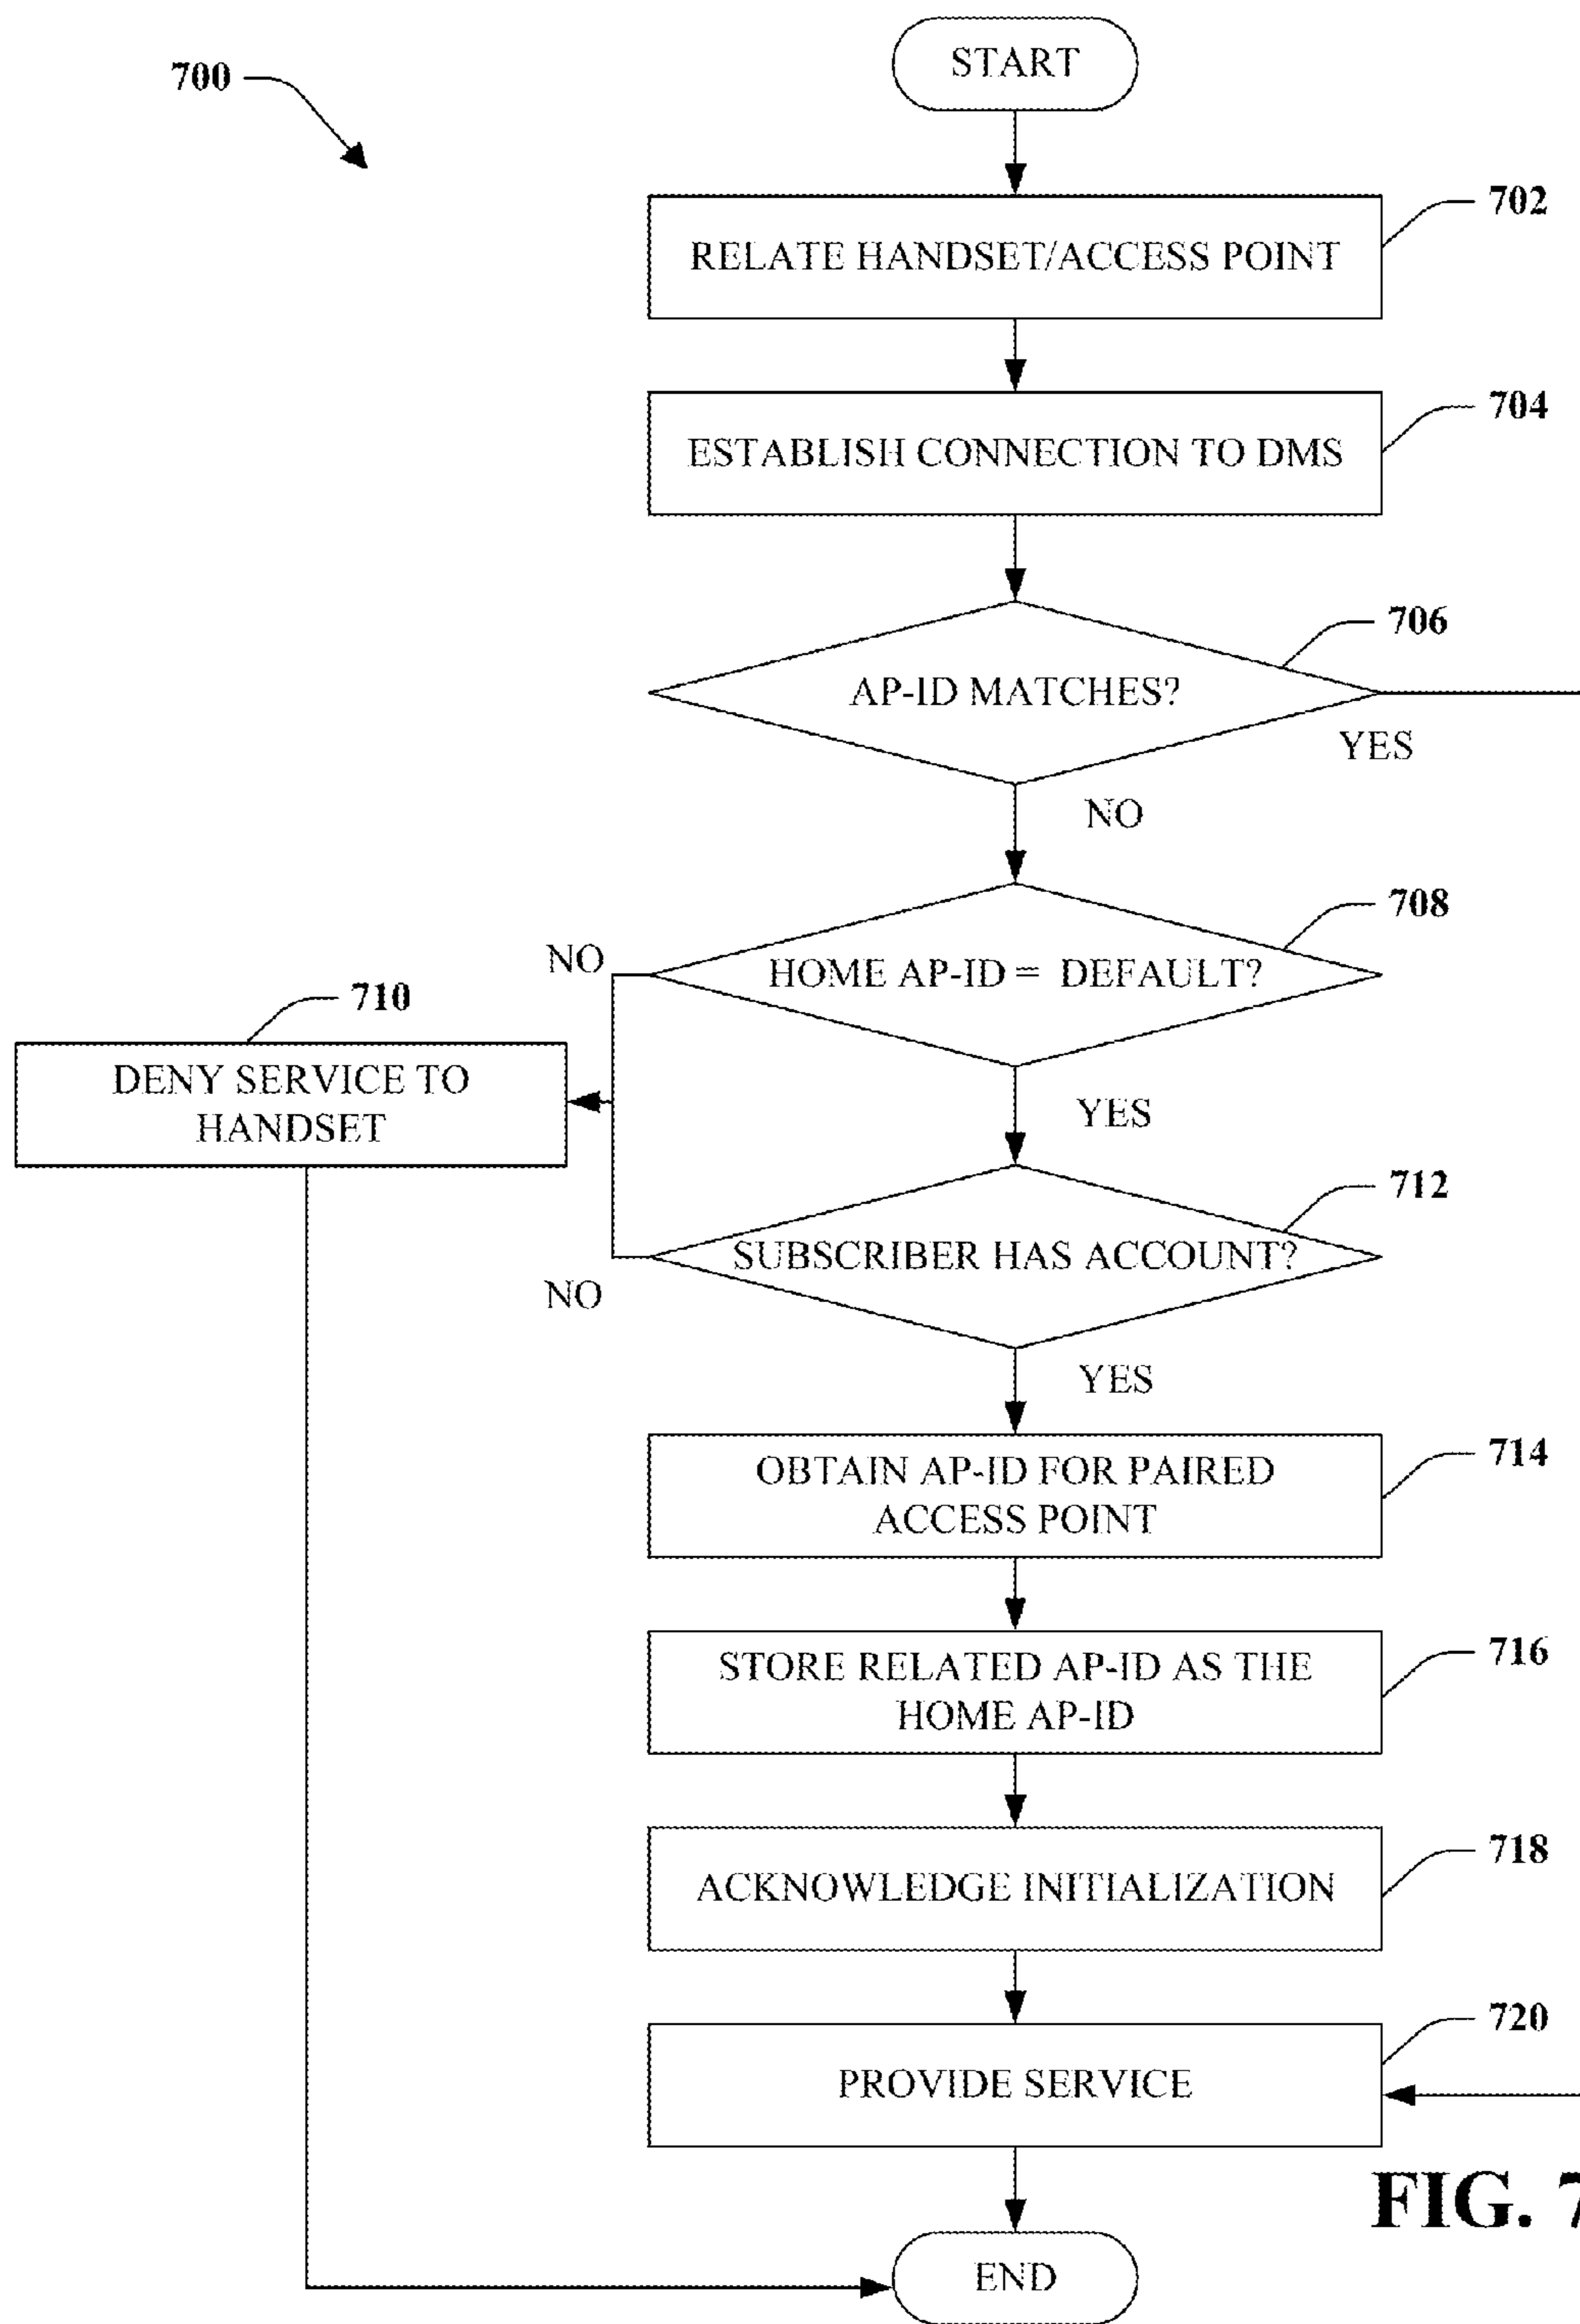 START
700
702
RELATE HANDSET/ACCESS POINT
704
ESTABLISH CONNECTION TO DMS
706
AP-ID MATCHES?
YES
NO
708
NO
HOME AP-ID = DEFAULT?
710
DENY SERVICE TO
HANDSET
YES
712
SUBSCRIBER HAS ACCOUNT?
NO
YES
714
OBTAIN AP-ID FOR PAIRED
ACCESS POINT
716
STORE RELATED AP-ID AS THE
HOME AP-ID
718
ACKNOWLEDGE INITIALIZATION
720
PROVIDE SERVICE
FIG. 7
END